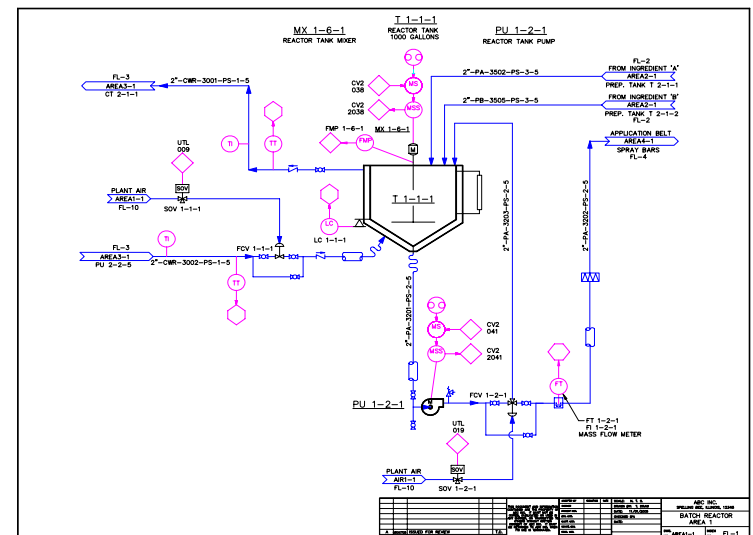 MX 1-6-1
REACTOR TANK MIXER
T 1-1-1
REACTOR TANK
1000 GALLONS
PU 1-2-1
REACTOR TANK PUMP
FL-3
AREA3-1
CT 2-1-1
2"-CWR-3001-PS-1-5
CV2
038
MS
CV2
2038
MSS
FMP 1-6-1
FMP
MX 1-6-1
M
2"-PA-3502-PS-3-5
FL-2
FROM INGREDIENT 'A'
AREA2-1
PREP. TANK T 2-1-1
2"-PB-3505-PS-2-5
FROM INGREDIENT 'B'
AREA2-1
PREP. TANK T 2-1-2
FL-2
APPLICATION BELT
AREA4-1
SPRAY BARS
FL-4
UTL
009
TI
TT
PLANT AIR
AREA1-1
FL-10
SOV
SOV 1-1-1
T 1-1-1
LC
LC 1-1-1
FL-3
AREA3-1
PU 2-2-5
TI
2"-CWR-3002-PS-1-5
TT
FCV 1-1-1
2"-PA-3201-PS-2-5
2"-PA-3203-PS-2-5
2"-PA-3202-PS-2-5
MS
CV2
041
MSS
CV2
2041
PU 1-2-1
M
FCV 1-2-1
FT
FT 1-2-1
FI 1-2-1
MASS FLOW METER
UTL
019
PLANT AIR
AIR1-1
FL-10
SOV
SOV 1-2-1
A
ISSUED FOR REVIEW
T.G.
ABC INC.
BATCH REACTOR
AREA 1
AREA1-1
FL-1